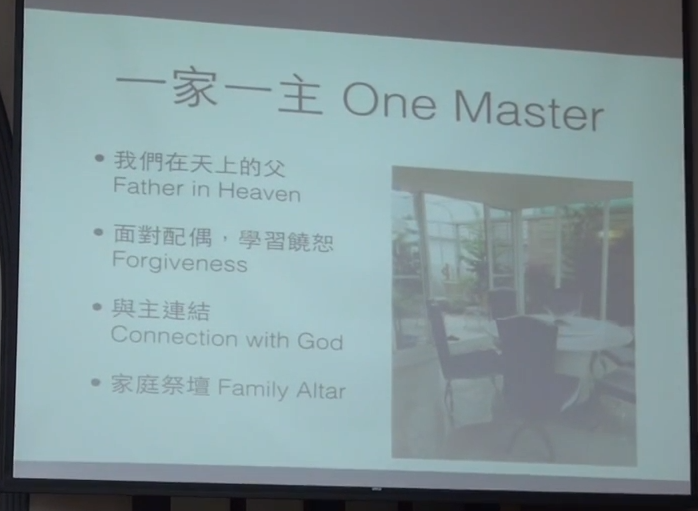 一家一主 One Master
• 我們在天上的父
Father in Heaven
• 面對配偶，學習饒恕
Forgiveness
• 與主連結
Connection with God
• 家庭祭壇 Family Altar